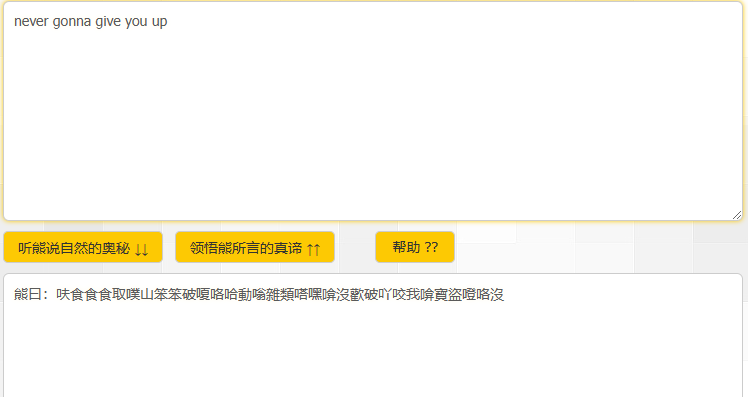 never gonna give you up
听熊说自然的奥秘 ↓↓
领悟熊所言的真谛 ↑↑
帮助 ??
熊曰：呋食食食取噗山笨笨破嗄咯哈動嗡雜類嗒嘿啽沒歡破吖咬我啽寶盜噔咯沒